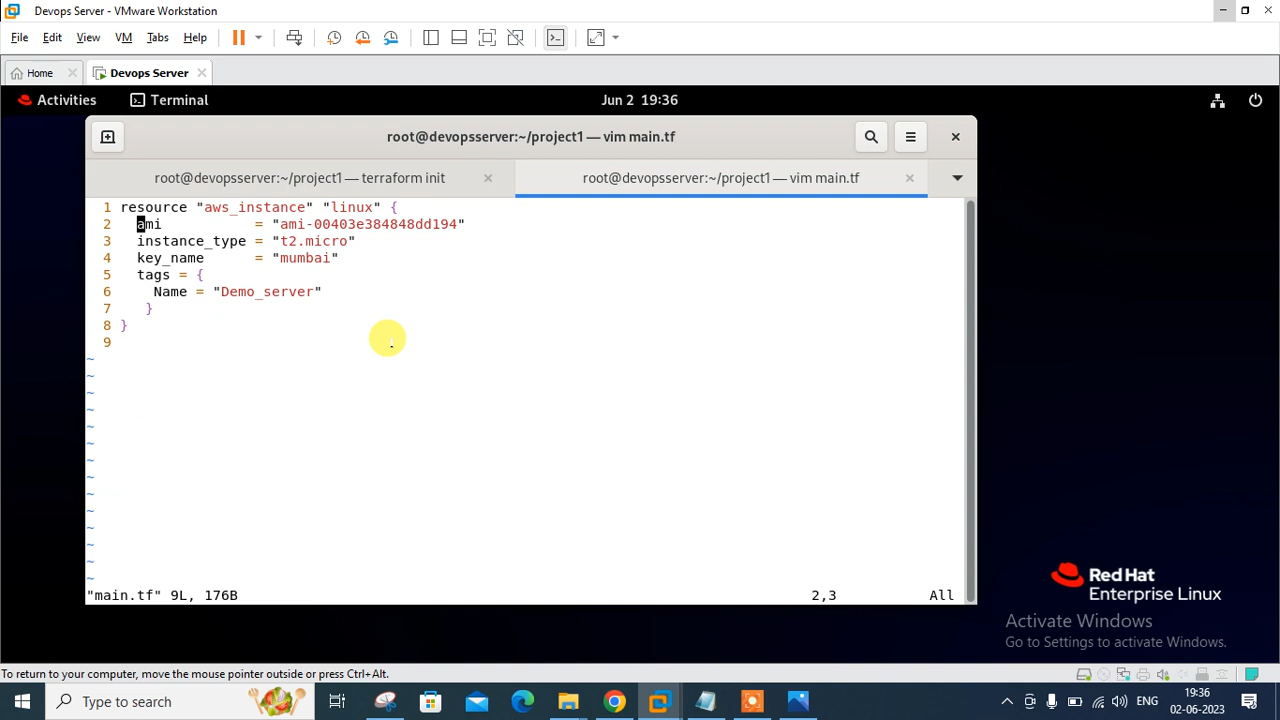 Devops Server - VMware Workstation
File Edit View VM Tabs Help
Home Devops Server
Activities Terminal Jun 2 19:36
root@devopsserver:~/project1 — vim main.tf
root@devopsserver:~/project1 — terraform init root@devopsserver:~/project1 — vim main.tf
1 resource "aws_instance" "linux" {
2 ami = "ami-00403e384848dd194"
3 instance_type = "t2.micro"
4 key_name = "mumbai"
5 tags = {
6 Name = "Demo_server"
7 }
8 }
9
~
~
~
~
~
~
~
~
~
~
~
~
~
~
"main.tf" 9L, 176B 2,3 All
Red Hat
Enterprise Linux
Activate Windows
Go to Settings to activate Windows.
To return to your computer, move the mouse pointer outside or press Ctrl+Alt.
Type to search ENG 19:36
02-06-2023